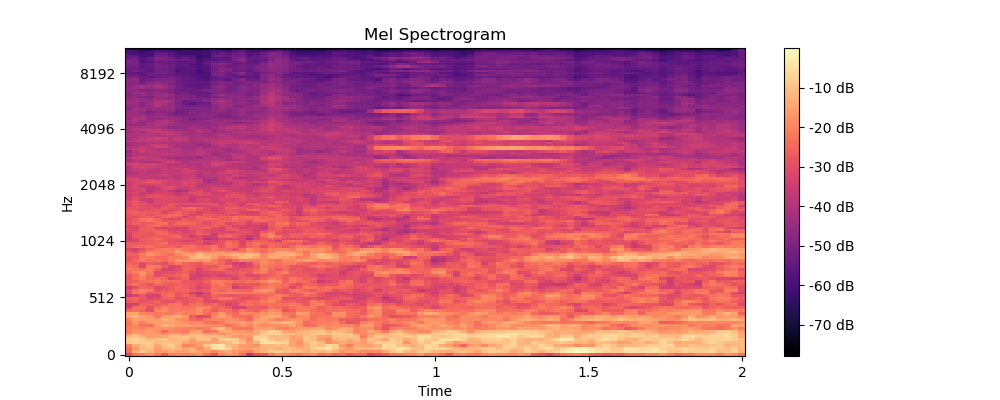 Mel Spectrogram
Hz
8192
4096
2048
1024
512
0
0
0.5
1
1.5
2
Time
-10 dB
-20 dB
-30 dB
-40 dB
-50 dB
-60 dB
-70 dB